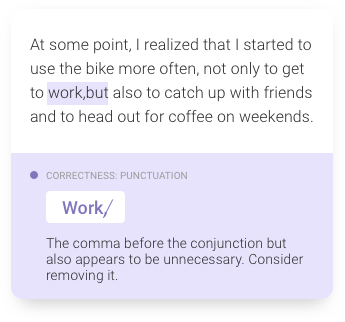 At some point, I realized that I started to
use the bike more often, not only to get
to work,but also to catch up with friends
and to head out for coffee on weekends.
CORRECTNESS: PUNCTUATION
Work/
The comma before the conjunction but
also appears to be unnecessary. Consider
removing it.